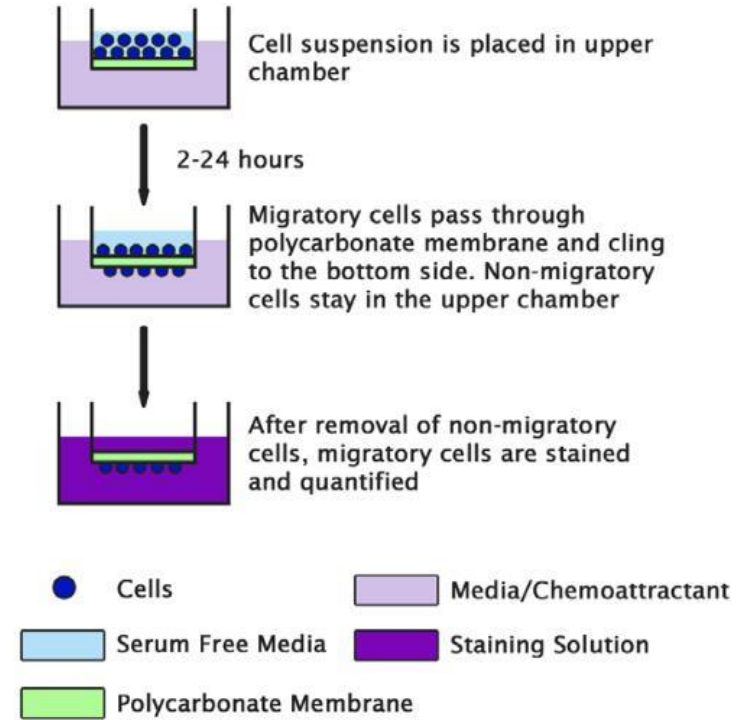 Cell suspension is placed in upper
chamber
2-24 hours
Migratory cells pass through
polycarbonate membrane and cling
to the bottom side. Non-migratory
cells stay in the upper chamber
After removal of non-migratory
cells, migratory cells are stained
and quantified
Cells
Media/Chemoattractant
Serum Free Media
Staining Solution
Polycarbonate Membrane